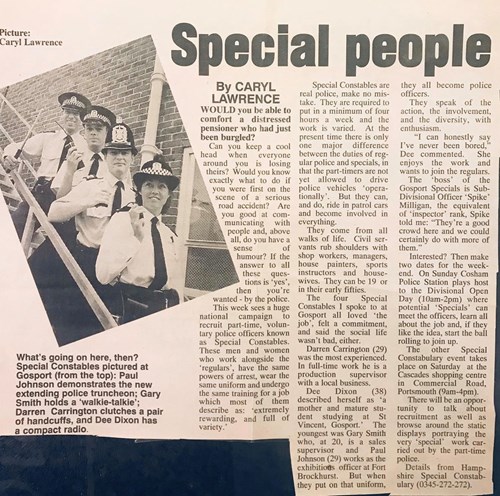 Picture:
Caryl Lawrence
Special people
By CARYL
LAWRENCE
WOULD you be able to
comfort a distressed
pensioner who had just
been burgled?
Can you keep a cool
head when everyone
around you is losing
theirs? Would you know
exactly what to do if
you were first on the
scene of a serious
road accident? Are
you good at com-
municating with
people and, above
all, do you have a
sense of
humour? If the
answer to all
these ques-
tions is 'yes',
then you're
wanted - by the police.
This week sees a huge
national campaign to
recruit part-time, volun-
tary police officers known
as Special Constables.
These men and women
who work alongside the
'regulars', have the same
powers of arrest, wear the
same uniform and undergo
the same training for a job
which most of them
describe as: 'extremely
rewarding, and full of
variety.'
What's going on here, then?
Special Constables pictured at
Gosport (from the top): Paul
Johnson demonstrates the new
extending police truncheon; Gary
Smith holds a 'walkie-talkie';
Darren Carrington clutches a pair
of handcuffs, and Dee Dixon has
a compact radio.
Special Constables are
real police, make no mis-
take. They are required to
put in a minimum of four
hours a week and the
work is varied. At the
present time there is only
one major difference
between the duties of reg-
ular police and specials, in
that the part-timers are not
yet allowed to drive
police vehicles 'opera-
tionally'. But they can,
and do, ride in patrol cars
and become involved in
everything.
They come from all
walks of life. Civil ser-
vants rub shoulders with
shop workers, managers,
house painters, sports
instructors and house-
wives. They can be 19 or
in their early fifties.
The four Special
Constables I spoke to at
Gosport all loved 'the
job', felt a commitment,
and said the social life
wasn't bad, either.
Darren Carrington (29)
was the most experienced.
In full-time work he is a
production supervisor
with a local business.
Dee Dixon (38)
described herself as 'a
mother and mature stu-
dent studying at St
Vincent, Gosport.' The
youngest was Gary Smith
who, at 20, is a sales
supervisor and Paul
Johnson (29) works as the
exhibitions officer at Fort
Brockhurst. But when
they put on that uniform,
they all become police
officers.
They speak of the
action, the involvement,
and the diversity, with
enthusiasm.
"I can honestly say
I've never been bored,"
Dee commented. She
enjoys the work and
wants to join the regulars.
The 'boss' of the
Gosport Specials is Sub-
Divisional Officer 'Spike'
Milligan, the equivalent
of 'inspector' rank, Spike
told me: "They're a good
crowd here and we could
certainly do with more of
them."
Interested? Then make
two dates for the week-
end. On Sunday Cosham
Police Station plays host
to the Divisional Open
Day (10am-2pm) where
potential 'Specials' can
meet the officers, learn all
about the job and, if they
like the idea, start the ball
rolling to join up.
The other Special
Constabulary event takes
place on Saturday at the
Cascades shopping centre
in Commercial Road,
Portsmouth (9am-4pm).
There will be an oppor-
tunity to talk about
recruitment as well as
browse around the static
displays portraying the
very 'special' work car-
ried out by the part-time
police.
Details from Hamp-
shire Special Constab-
ulary (0345-272-272).